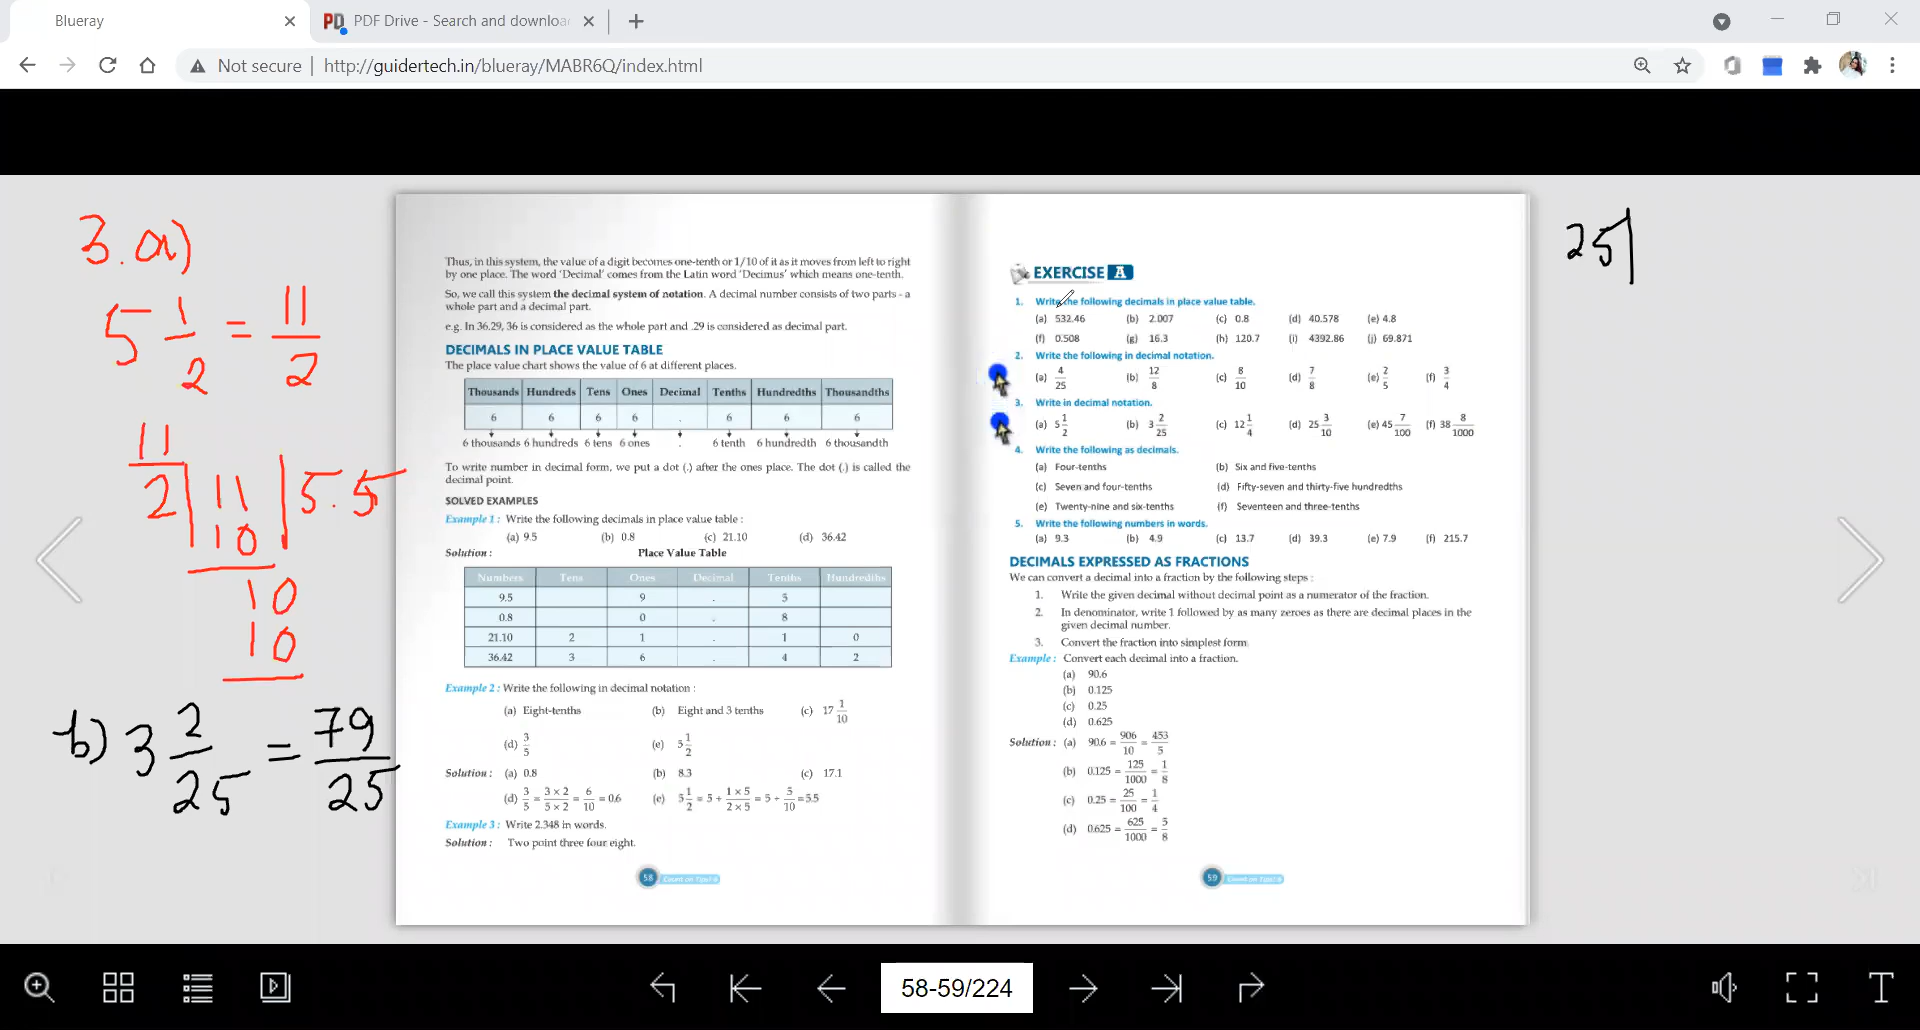 Blueray
PDF Drive - Search and downloa
Not secure | http://guidertech.in/blueray/MABR6Q/index.html
3. a)
5 1/2 = 11/2
11
2 | 11 | 5.5
10
10
10
b) 3 2/25 = 79/25
Thus, in this system, the value of a digit becomes one-tenth or 1/10 of it as it moves from left to right
by one place. The word 'Decimal' comes from the Latin word 'Decimus' which means one-tenth.
So, we call this system the decimal system of notation. A decimal number consists of two parts - a
whole part and a decimal part.
e.g. In 36.29, 36 is considered as the whole part and .29 is considered as decimal part.
DECIMALS IN PLACE VALUE TABLE
The place value chart shows the value of 6 at different places.
Thousands Hundreds Tens Ones Decimal Tenths Hundredths Thousandths
6 6 6 6 . 6 6 6
6 thousands 6 hundreds 6 tens 6 ones . 6 tenth 6 hundredth 6 thousandth
To write number in decimal form, we put a dot (.) after the ones place. The dot (.) is called the
decimal point.
SOLVED EXAMPLES
Example 1 : Write the following decimals in place value table :
(a) 9.5 (b) 0.8 (c) 21.10 (d) 36.42
Solution : Place Value Table
Numbers Tens Ones Decimal Tenths Hundredths
9.5 9 . 5
0.8 0 . 8
21.10 2 1 . 1 0
36.42 3 6 . 4 2
Example 2 : Write the following in decimal notation :
(a) Eight-tenths (b) Eight and 3 tenths (c) 17 1/10
(d) 3/5 (e) 5 1/2
Solution : (a) 0.8 (b) 8.3 (c) 17.1
(d) 3/5 = 3 × 2/5 × 2 = 6/10 = 0.6 (e) 5 1/2 = 5 + 1 × 5/2 × 5 = 5 + 5/10 = 5.5
Example 3 : Write 2.348 in words.
Solution : Two point three four eight.
58
EXERCISE A
1. Write the following decimals in place value table.
(a) 532.46 (b) 2.007 (c) 0.8 (d) 40.578 (e) 4.8
(f) 0.508 (g) 16.3 (h) 120.7 (i) 4392.86 (j) 69.871
2. Write the following in decimal notation.
(a) 4/25 (b) 12/8 (c) 8/10 (d) 7/8 (e) 2/5 (f) 3/4
3. Write in decimal notation.
(a) 5 1/2 (b) 3 2/25 (c) 12 1/4 (d) 25 3/10 (e) 45 7/100 (f) 38 8/1000
4. Write the following as decimals.
(a) Four-tenths (b) Six and five-tenths
(c) Seven and four-tenths (d) Fifty-seven and thirty-five hundredths
(e) Twenty-nine and six-tenths (f) Seventeen and three-tenths
5. Write the following numbers in words.
(a) 9.3 (b) 4.9 (c) 13.7 (d) 39.3 (e) 7.9 (f) 215.7
DECIMALS EXPRESSED AS FRACTIONS
We can convert a decimal into a fraction by the following steps :
1. Write the given decimal without decimal point as a numerator of the fraction.
2. In denominator, write 1 followed by as many zeroes as there are decimal places in the
given decimal number.
3. Convert the fraction into simplest form.
Example : Convert each decimal into a fraction.
(a) 90.6
(b) 0.125
(c) 0.25
(d) 0.625
Solution : (a) 90.6 = 906/10 = 453/5
(b) 0.125 = 125/1000 = 1/8
(c) 0.25 = 25/100 = 1/4
(d) 0.625 = 625/1000 = 5/8
59
25|
58-59/224
T